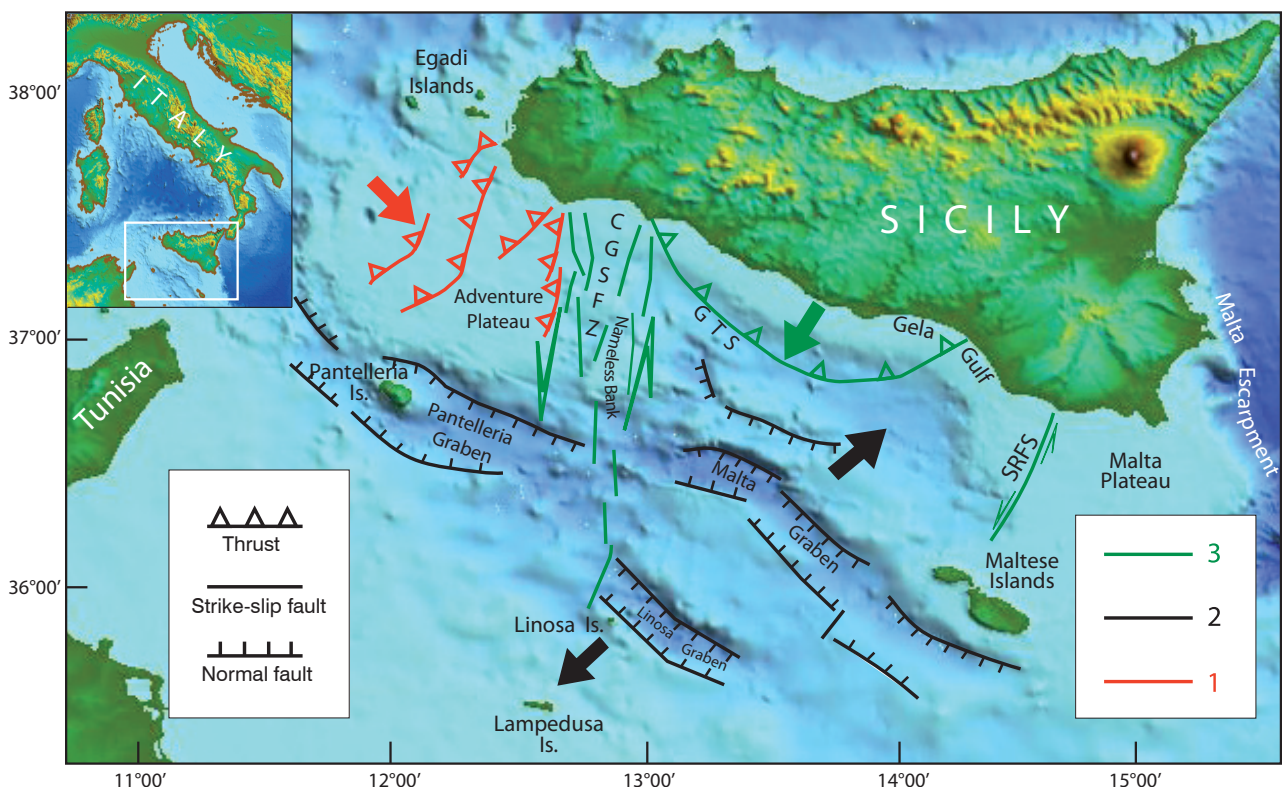 ITALY
Egadi
Islands
SICILY
38°00'
37°00'
36°00'
CGSFZ
Adventure
Plateau
Nameless Bank
GTS
Gela
Gulf
Malta
Escarpment
Tunisia
Pantelleria
Is.
Pantelleria
Graben
Malta
Graben
SRFS
Malta
Plateau
Maltese
Islands
Linosa Is.
Linosa
Graben
Lampedusa
Is.
Thrust
Strike-slip fault
Normal fault
3
2
1
11°00'
12°00'
13°00'
14°00'
15°00'